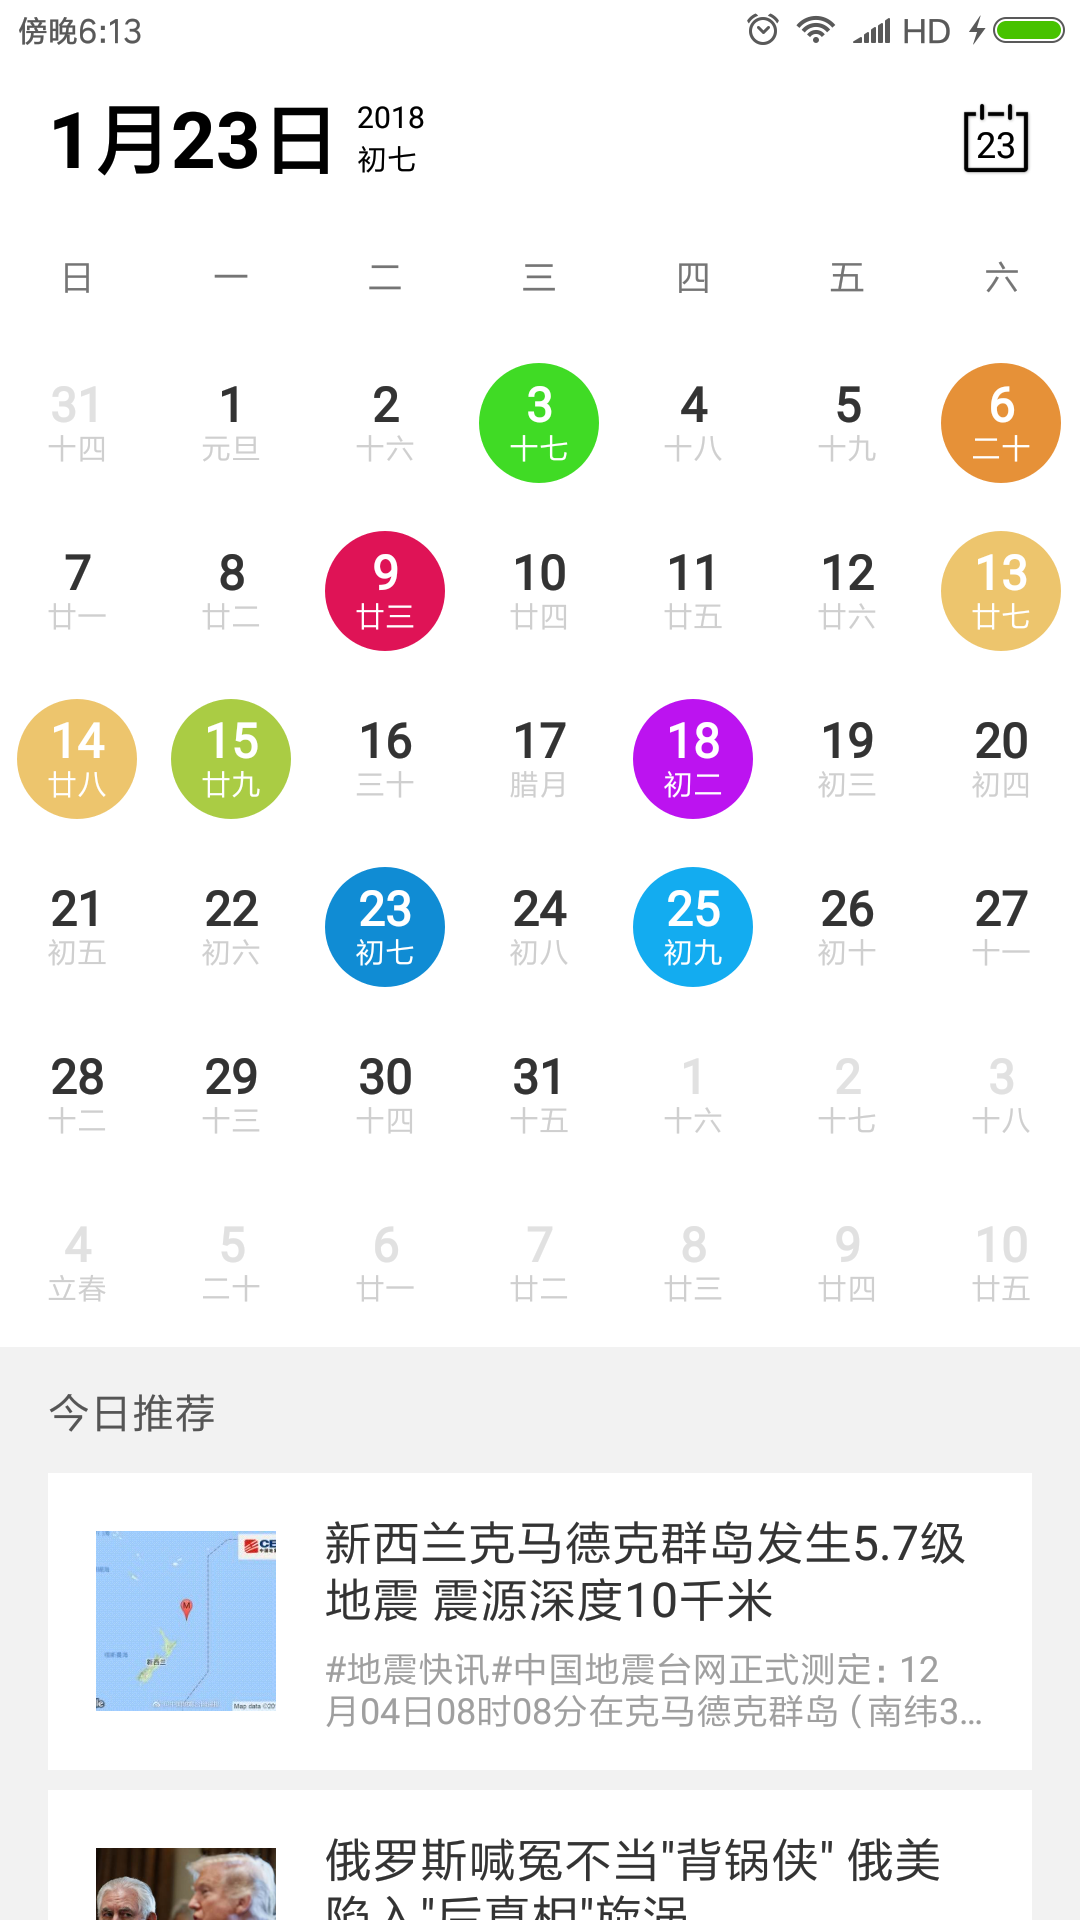 傍晚6:13 HD
1月23日 2018 初七 23
日 一 二 三 四 五 六
31 1 2 3 4 5 6
十四 元旦 十六 十七 十八 十九 二十
7 8 9 10 11 12 13
廿一 廿二 廿三 廿四 廿五 廿六 廿七
14 15 16 17 18 19 20
廿八 廿九 三十 腊月 初二 初三 初四
21 22 23 24 25 26 27
初五 初六 初七 初八 初九 初十 十一
28 29 30 31 1 2 3
十二 十三 十四 十五 十六 十七 十八
4 5 6 7 8 9 10
立春 二十 廿一 廿二 廿三 廿四 廿五
今日推荐
新西兰克马德克群岛发生5.7级
地震 震源深度10千米
#地震快讯#中国地震台网正式测定：12
月04日08时08分在克马德克群岛（南纬3...
M
新西兰
俄罗斯喊冤不当"背锅侠" 俄美
陷入"后真相"旋涡